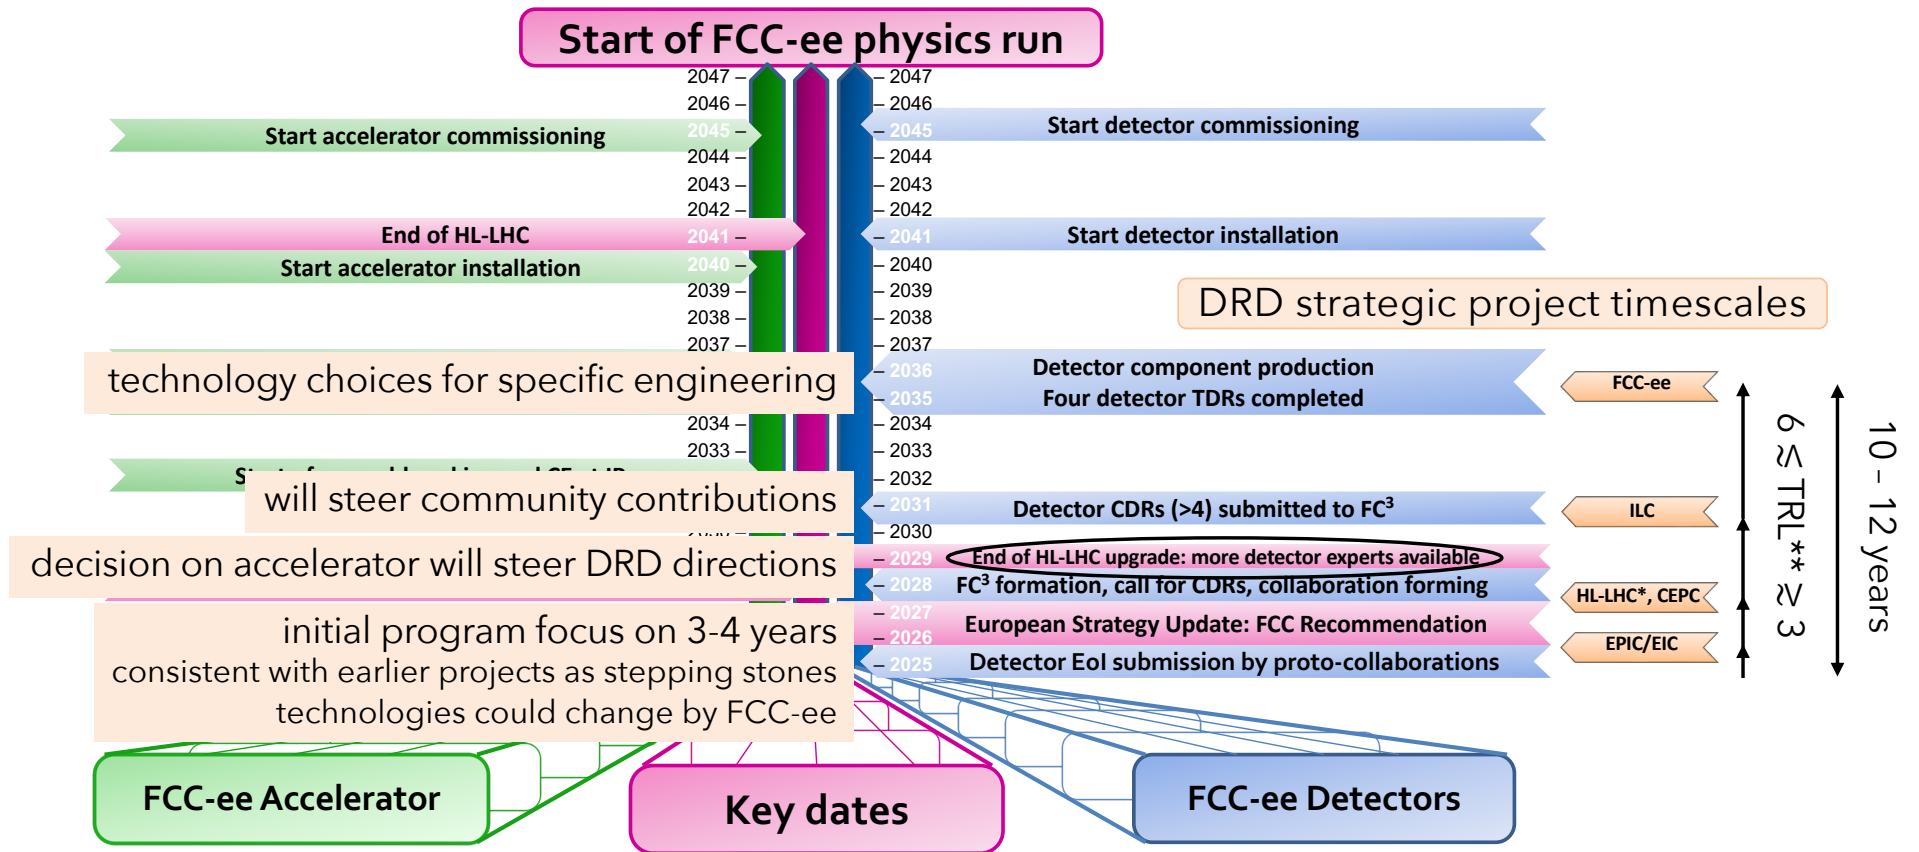 Start of FCC-ee physics run
2047 – – 2047
2046 – – 2046
Start accelerator commissioning 2045 – – 2045 Start detector commissioning
2044 – – 2044
2043 – – 2043
2042 – – 2042
End of HL-LHC 2041 – – 2041 Start detector installation
Start accelerator installation 2040 – – 2040
2039 – – 2039
2038 – – 2038
DRD strategic project timescales
2037 – – 2037
technology choices for specific engineering
– 2036 Detector component production
– 2035 Four detector TDRs completed
FCC-ee
2034 – – 2034
2033 – – 2033
– 2032
will steer community contributions
– 2031 Detector CDRs (>4) submitted to FC³
ILC
– 2030
– 2029 End of HL-LHC upgrade: more detector experts available
decision on accelerator will steer DRD directions
– 2028 FC³ formation, call for CDRs, collaboration forming
HL-LHC*, CEPC
– 2027
European Strategy Update: FCC Recommendation
– 2026
EPIC/EIC
– 2025 Detector EoI submission by proto-collaborations
initial program focus on 3-4 years
consistent with earlier projects as stepping stones
technologies could change by FCC-ee
6 ≲ TRL** ≳ 3
10 – 12 years
FCC-ee Accelerator
Key dates
FCC-ee Detectors